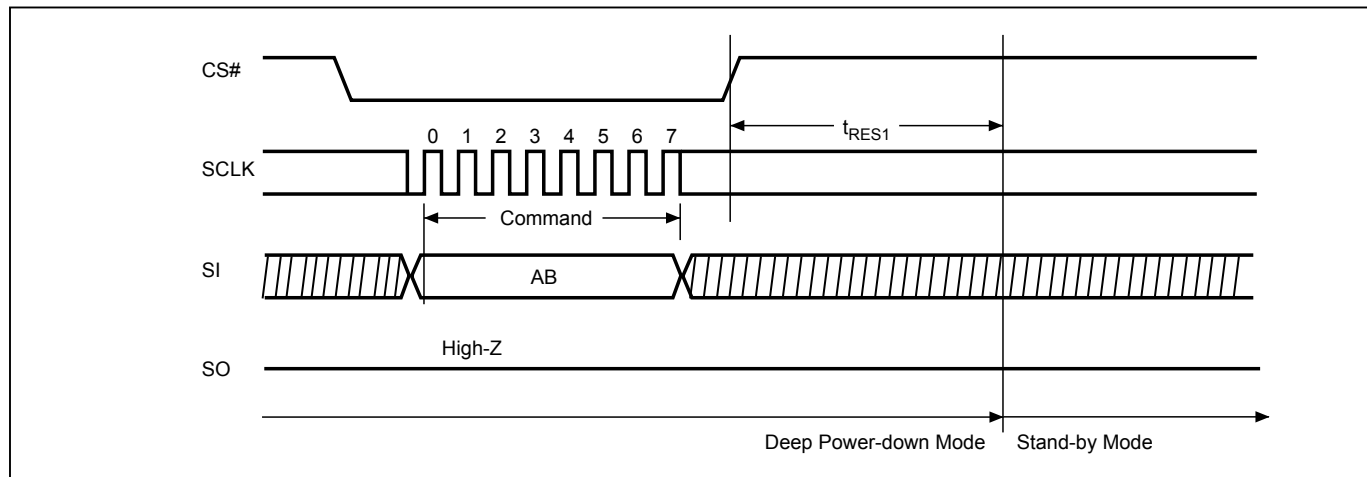 CS#
t_RES1
0 1 2 3 4 5 6 7
SCLK
Command
SI
AB
High-Z
SO
Deep Power-down Mode
Stand-by Mode